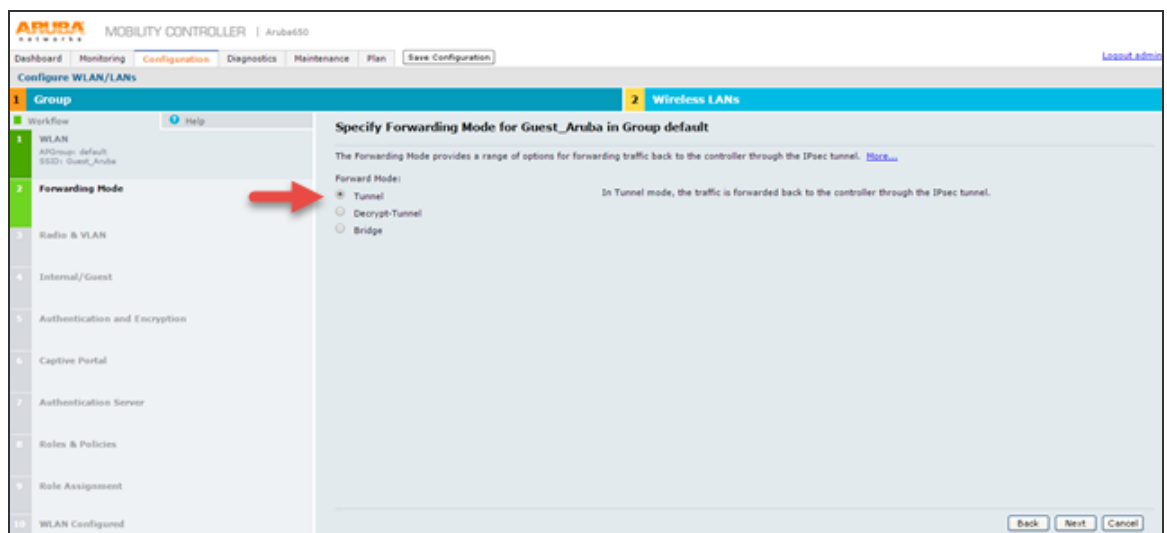 ARUBA networks MOBILITY CONTROLLER | Aruba650
Dashboard Monitoring Configuration Diagnostics Maintenance Plan Save Configuration Logout admin
Configure WLAN/LANs
1 Group 2 Wireless LANs
Workflow Help
1 WLAN
APGroup: default
SSID: Guest_Aruba
2 Forwarding Mode
3 Radio & VLAN
4 Internal/Guest
5 Authentication and Encryption
6 Captive Portal
7 Authentication Server
8 Roles & Policies
9 Role Assignment
10 WLAN Configured
Specify Forwarding Mode for Guest_Aruba in Group default
The Forwarding Mode provides a range of options for forwarding traffic back to the controller through the IPsec tunnel. More...
Forward Mode:
Tunnel In Tunnel mode, the traffic is forwarded back to the controller through the IPsec tunnel.
Decrypt-Tunnel
Bridge
Back Next Cancel